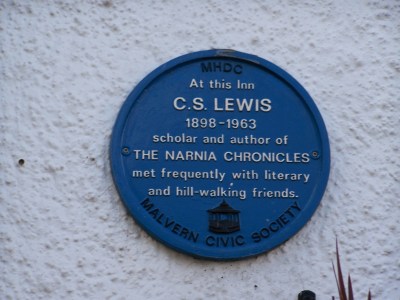 MHDC
At this Inn
C.S. LEWIS
1898-1963
scholar and author of
THE NARNIA CHRONICLES
met frequently with literary
and hill-walking friends.
MALVERN CIVIC SOCIETY